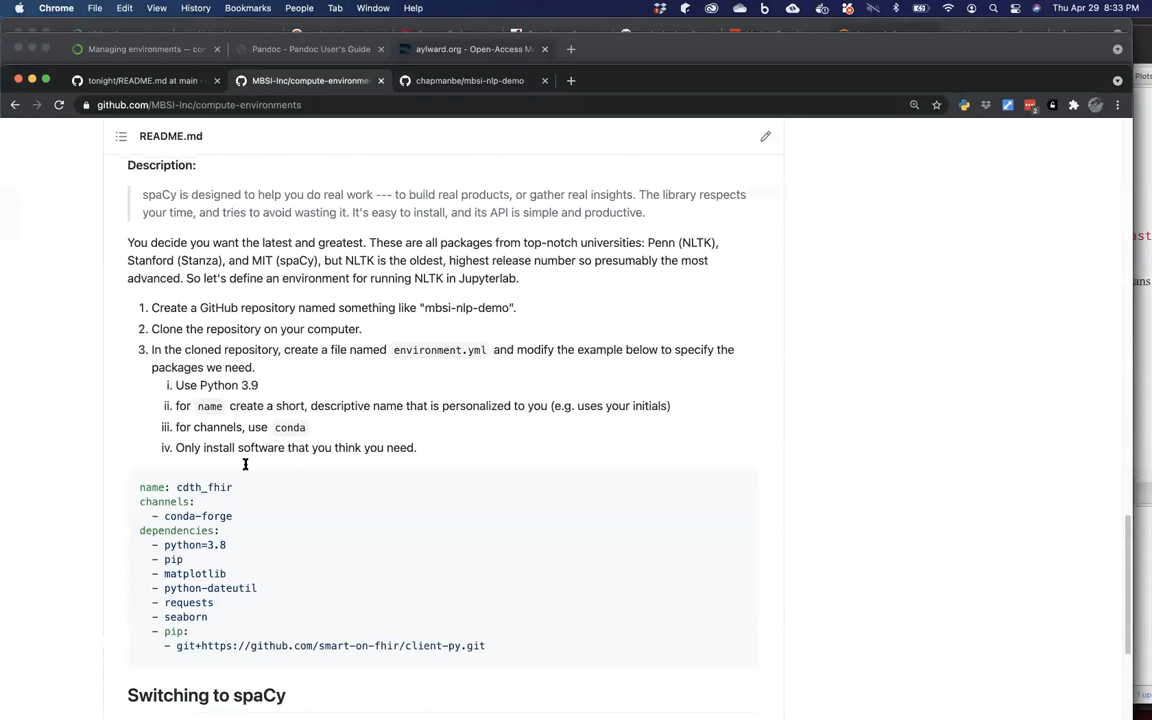 Chrome File Edit View History Bookmarks People Tab Window Help Thu Apr 29 8:33 PM
Managing environments — co Pandoc - Pandoc User's Guide aylward.org - Open-Access M
tonight/README.md at main · MBSI-Inc/compute-environme chapmanbe/mbsi-nlp-demo
github.com/MBSI-Inc/compute-environments
README.md
Description:
spaCy is designed to help you do real work --- to build real products, or gather real insights. The library respects
your time, and tries to avoid wasting it. It's easy to install, and its API is simple and productive.
You decide you want the latest and greatest. These are all packages from top-notch universities: Penn (NLTK),
Stanford (Stanza), and MIT (spaCy), but NLTK is the oldest, highest release number so presumably the most
advanced. So let's define an environment for running NLTK in Jupyterlab.
1. Create a GitHub repository named something like "mbsi-nlp-demo".
2. Clone the repository on your computer.
3. In the cloned repository, create a file named environment.yml and modify the example below to specify the
packages we need.
i. Use Python 3.9
ii. for name create a short, descriptive name that is personalized to you (e.g. uses your initials)
iii. for channels, use conda
iv. Only install software that you think you need.
name: cdth_fhir
channels:
- conda-forge
dependencies:
- python=3.8
- pip
- matplotlib
- python-dateutil
- requests
- seaborn
- pip:
- git+https://github.com/smart-on-fhir/client-py.git
Switching to spaCy
Plots
ast
ans
1 up